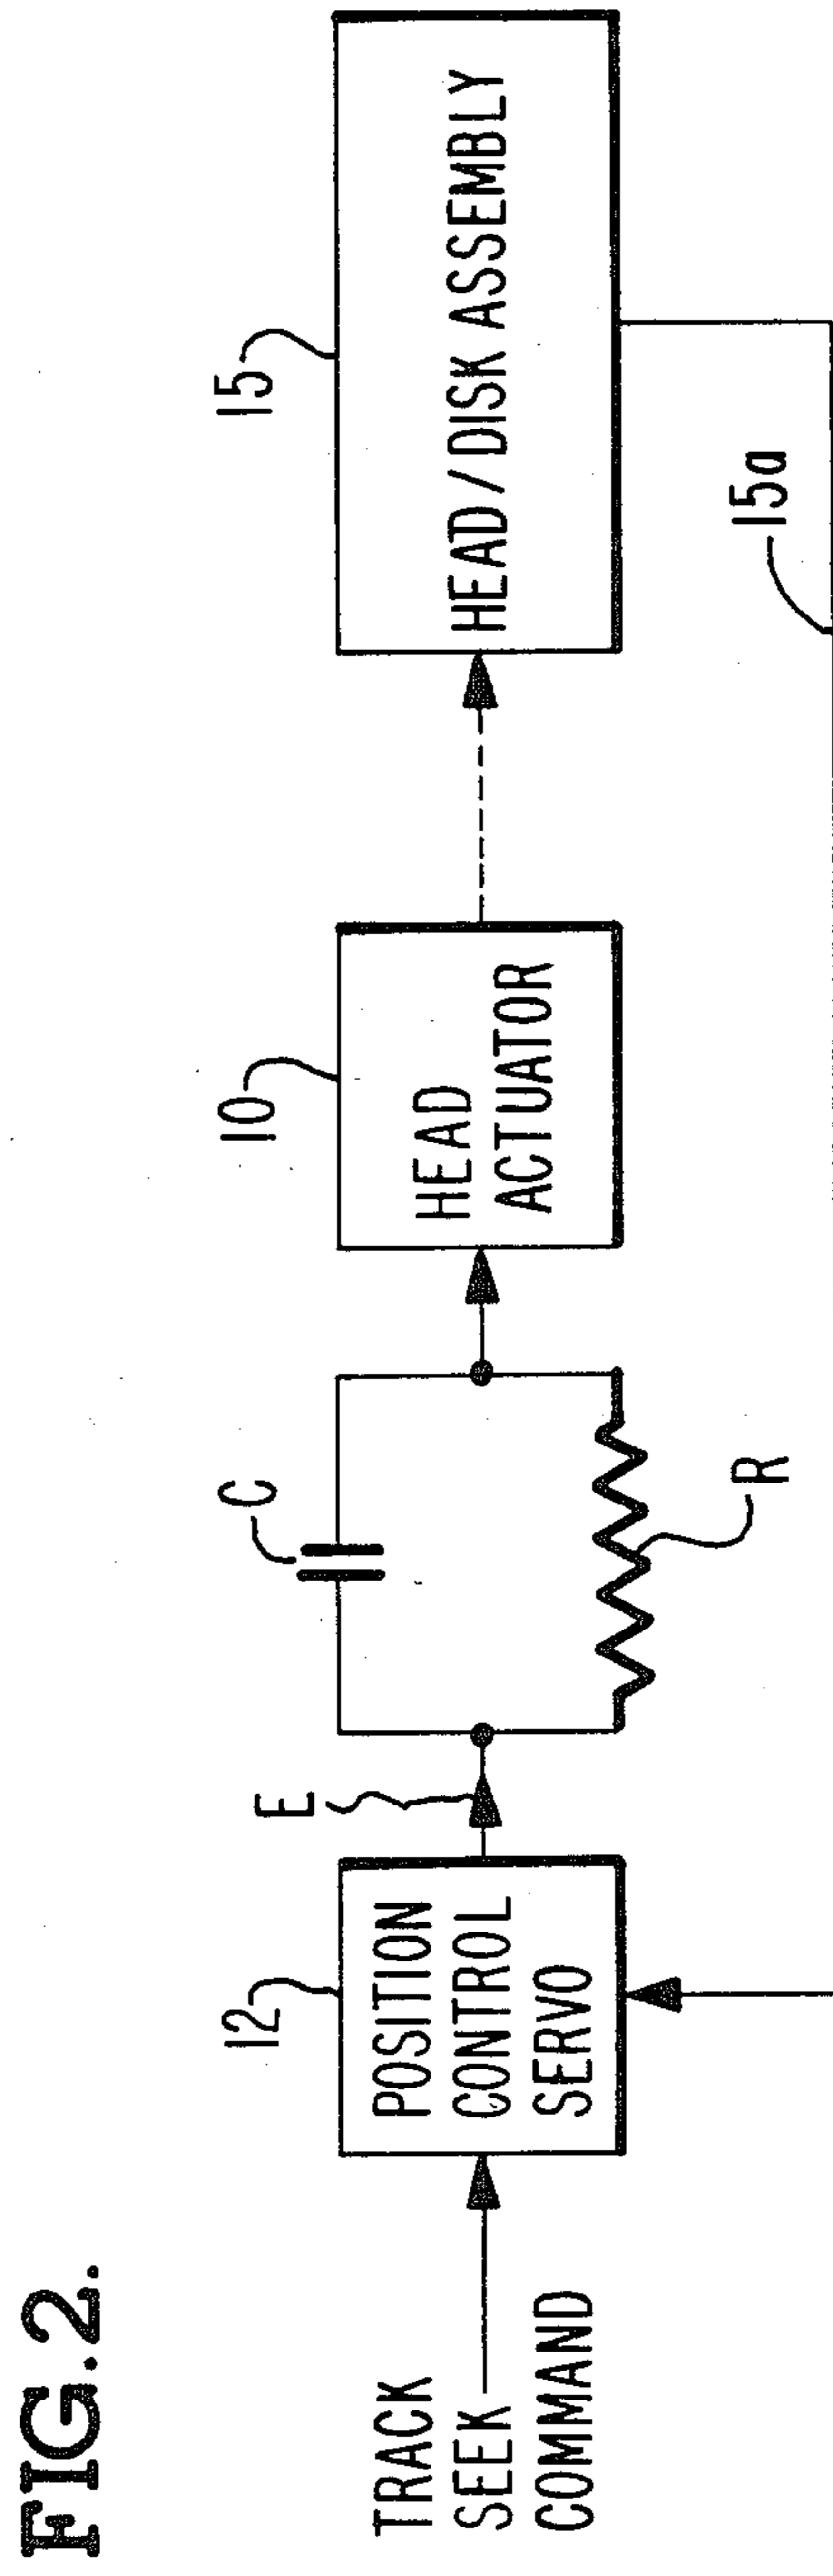 FIG.2.
TRACK
SEEK
COMMAND
12
POSITION
CONTROL
SERVO
E
C
R
10
HEAD
ACTUATOR
15
HEAD / DISK ASSEMBLY
15a